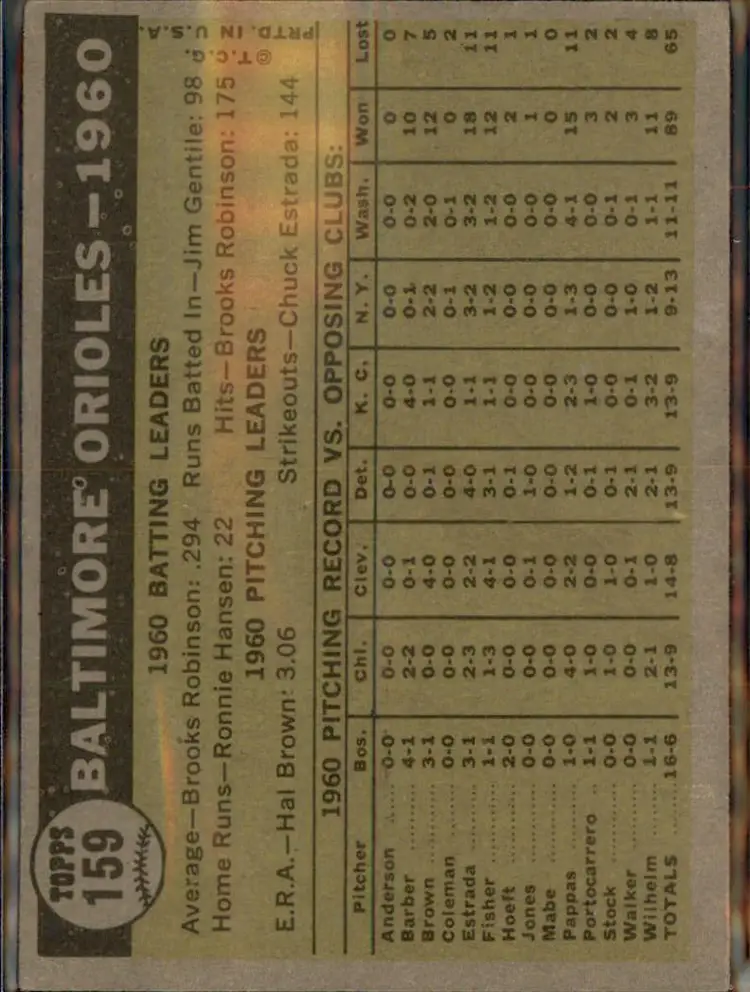 TOPPS
159
BALTIMORE ORIOLES—1960
1960 BATTING LEADERS
Average—Brooks Robinson: .294 Runs Batted In—Jim Gentile: 98
Home Runs—Ronnie Hansen: 22 Hits—Brooks Robinson: 175
1960 PITCHING LEADERS
E.R.A.—Hal Brown: 3.06 Strikeouts—Chuck Estrada: 144
©T.C.G.
PRTD. IN U.S.A.
1960 PITCHING RECORD VS. OPPOSING CLUBS:
Pitcher Bos. Chi. Clev. Det. K. C. N. Y. Wash. Won Lost
Anderson ...... 0-0 0-0 0-0 0-0 0-0 0-0 0-0 0 0
Barber .......... 4-1 2-2 0-1 0-0 4-0 0-1 0-2 10 7
Brown .......... 3-1 0-0 4-0 0-1 1-1 2-2 2-0 12 5
Coleman ........ 0-0 0-0 0-0 0-0 0-0 0-1 0-1 0 2
Estrada ........ 3-1 2-3 2-2 4-0 1-1 3-2 3-2 18 11
Fisher .......... 1-1 1-3 4-1 3-1 1-1 1-2 1-2 12 11
Hoeft .......... 2-0 0-0 0-0 0-1 0-0 0-0 0-0 2 1
Jones .......... 0-0 0-0 0-1 1-0 0-0 0-0 0-0 1 1
Mabe .......... 0-0 0-0 0-0 0-0 0-0 0-0 0-0 0 0
Pappas ........ 1-0 4-0 2-2 1-2 2-3 1-3 4-1 15 11
Portocarrero .. 1-1 1-0 0-0 0-1 1-0 0-0 0-0 3 2
Stock .......... 0-0 1-0 1-0 0-1 0-0 0-0 0-1 2 2
Walker ........ 0-0 0-0 0-1 2-1 0-1 1-0 0-1 3 4
Wilhelm ........ 1-1 2-1 1-0 2-1 3-2 1-2 1-1 11 8
TOTALS ...... 16-6 13-9 14-8 13-9 13-9 9-13 11-11 89 65